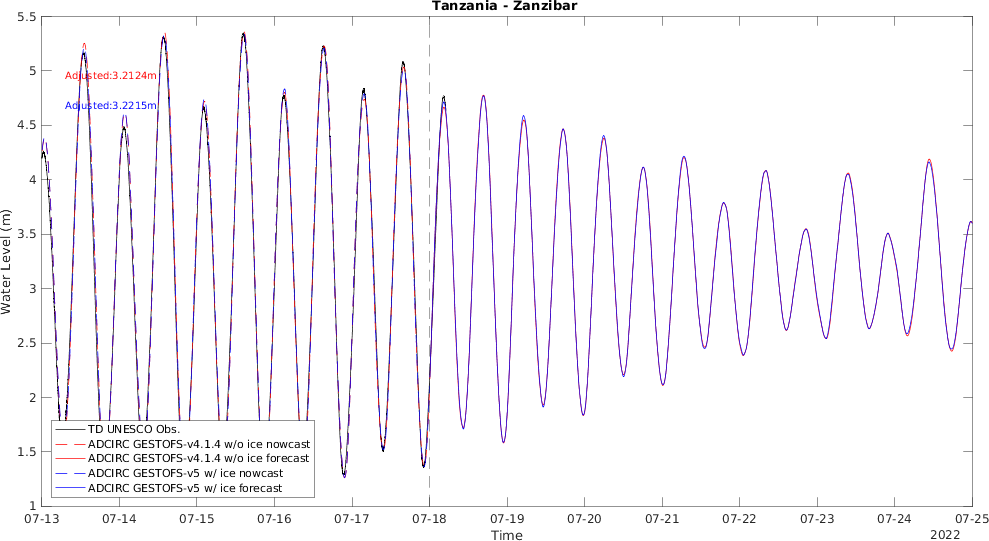 Tanzania - Zanzibar
5.5
5
4.5
4
3.5
3
2.5
2
1.5
1
Water Level (m)
Adjusted:3.2124m
Adjusted:3.2215m
TD UNESCO Obs.
ADCIRC GESTOFS-v4.1.4 w/o ice nowcast
ADCIRC GESTOFS-v4.1.4 w/o ice forecast
ADCIRC GESTOFS-v5 w/ ice nowcast
ADCIRC GESTOFS-v5 w/ ice forecast
07-13 07-14 07-15 07-16 07-17 07-18 07-19 07-20 07-21 07-22 07-23 07-24 07-25
Time
2022